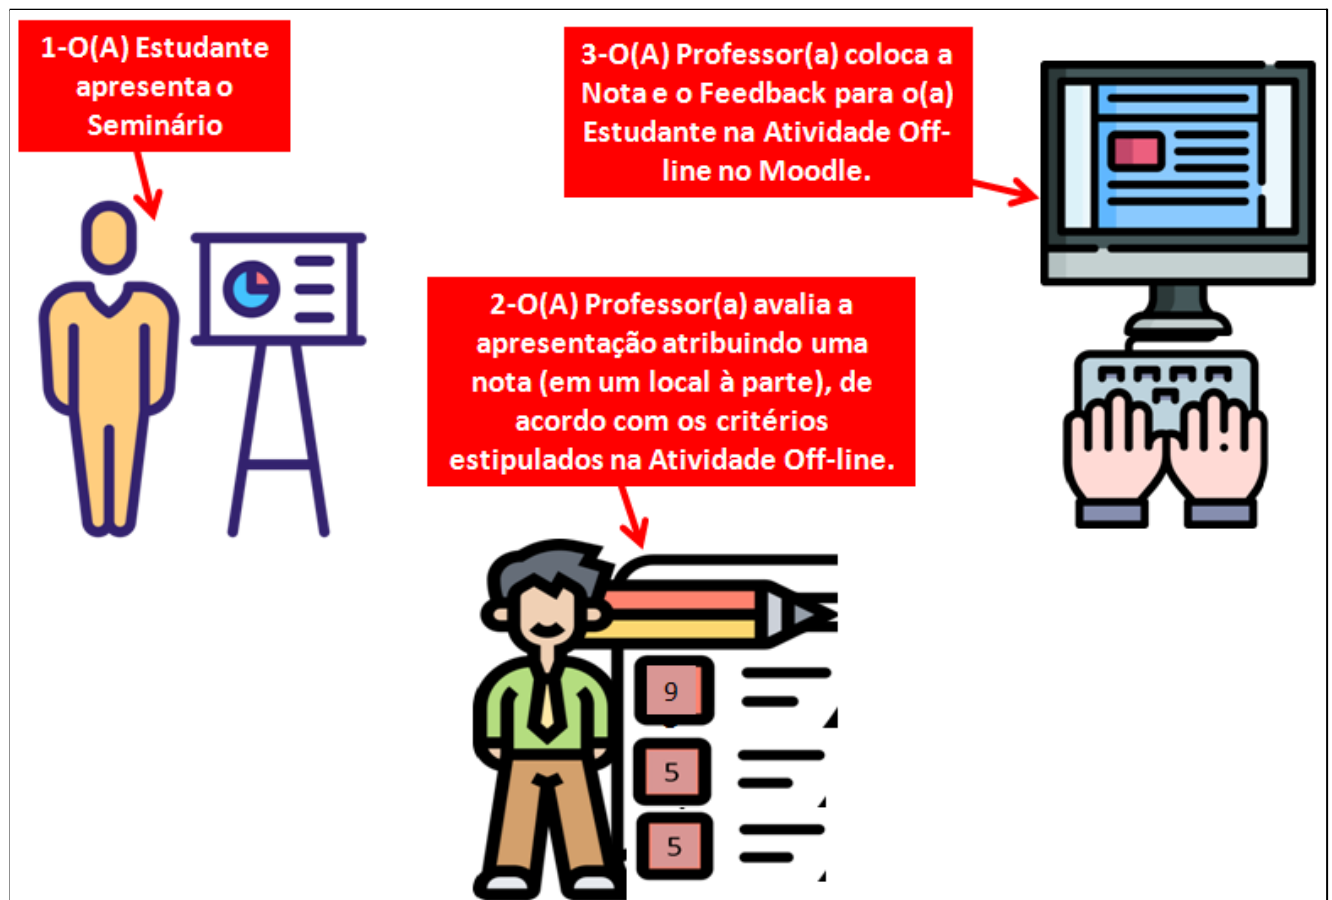 1-O(A) Estudante
apresenta o
Seminário
3-O(A) Professor(a) coloca a
Nota e o Feedback para o(a)
Estudante na Atividade Off-
line no Moodle.
2-O(A) Professor(a) avalia a
apresentação atribuindo uma
nota (em um local à parte), de
acordo com os critérios
estipulados na Atividade Off-line.
9
5
5